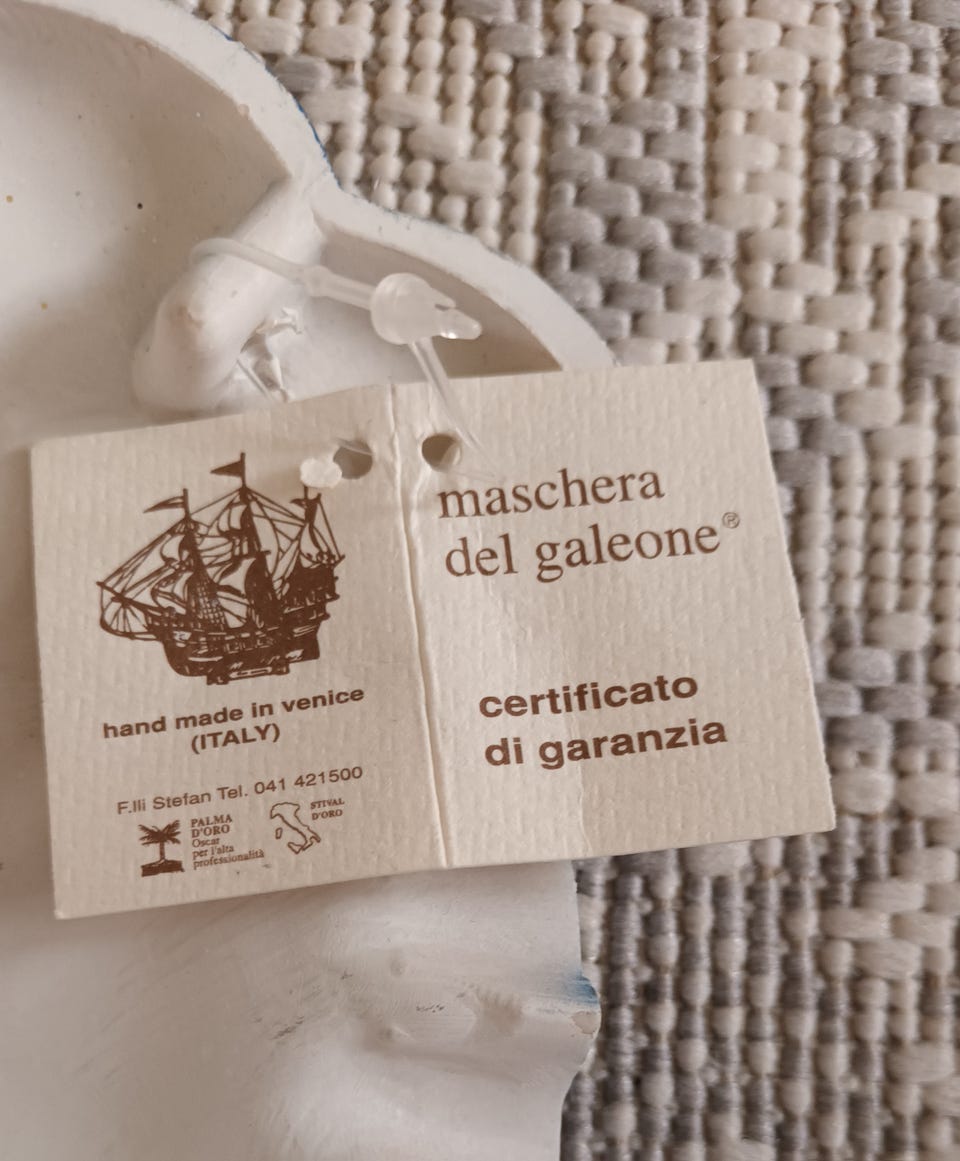 hand made in venice
(ITALY)
F.lli Stefan Tel. 041 421500
PALMA
D'ORO
Oscar
per l'alta
professionalità
STIVAL
D'ORO
maschera
del galeone®
certificato
di garanzia